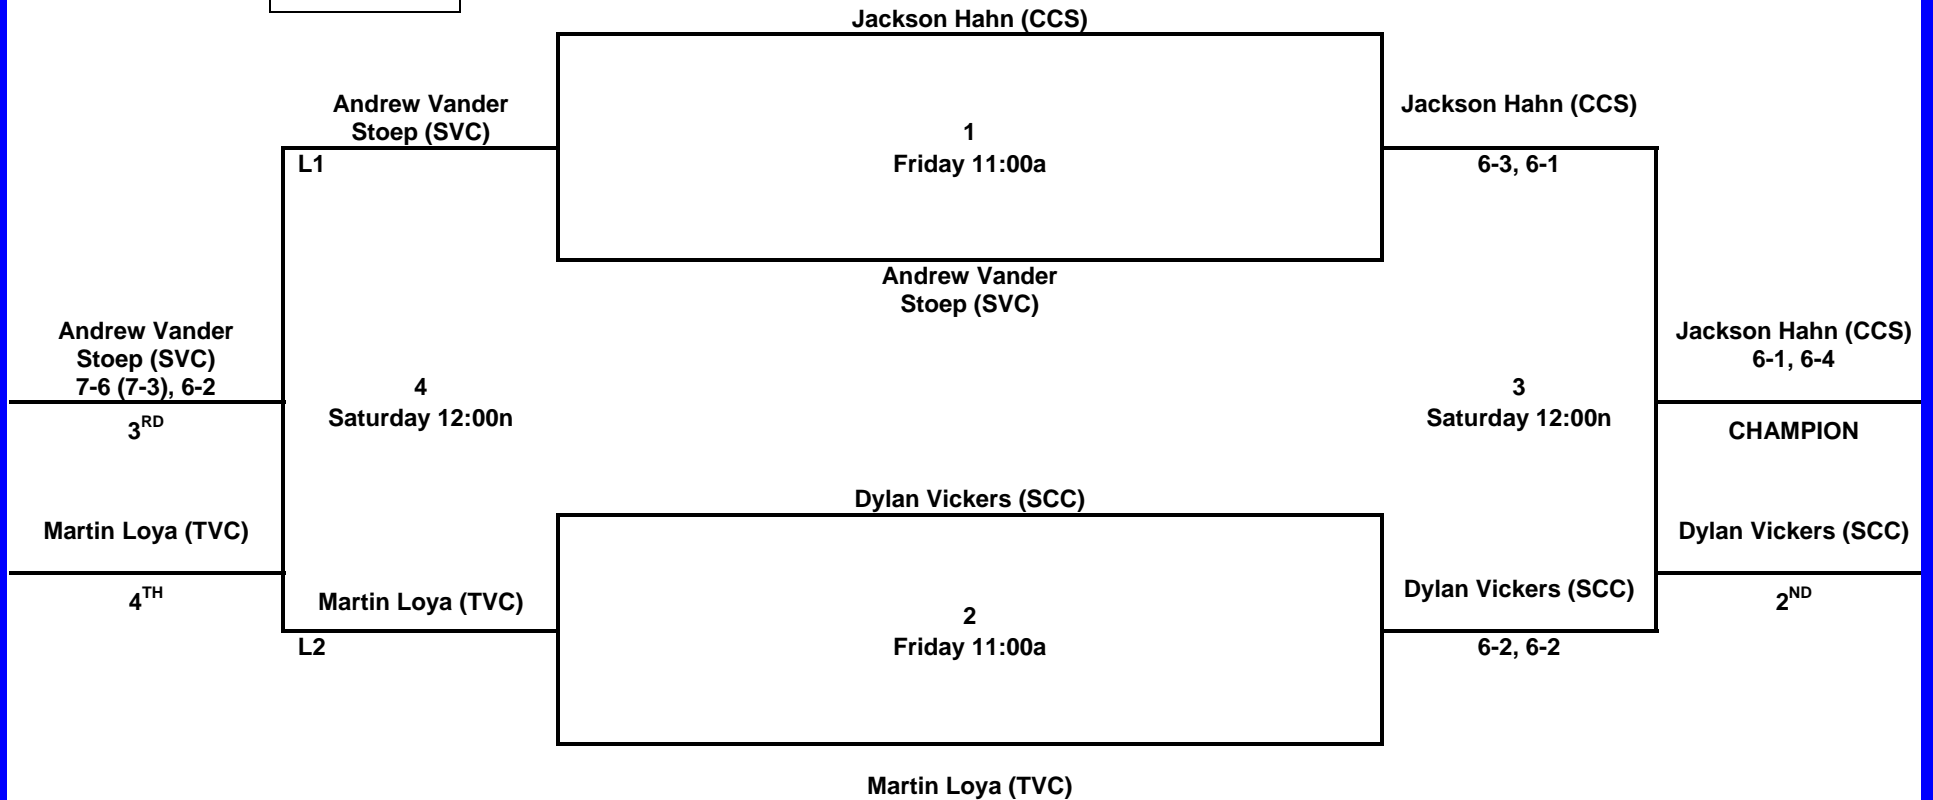 Jackson Hahn (CCS)
Andrew Vander
Stoep (SVC)
L1
1
Friday 11:00a
Jackson Hahn (CCS)
6-3, 6-1
Andrew Vander
Stoep (SVC)
Andrew Vander
Stoep (SVC)
7-6 (7-3), 6-2
3RD
4
Saturday 12:00n
3
Saturday 12:00n
Jackson Hahn (CCS)
6-1, 6-4
CHAMPION
Dylan Vickers (SCC)
Martin Loya (TVC)
4TH
Martin Loya (TVC)
L2
2
Friday 11:00a
Dylan Vickers (SCC)
6-2, 6-2
Dylan Vickers (SCC)
2ND
Martin Loya (TVC)